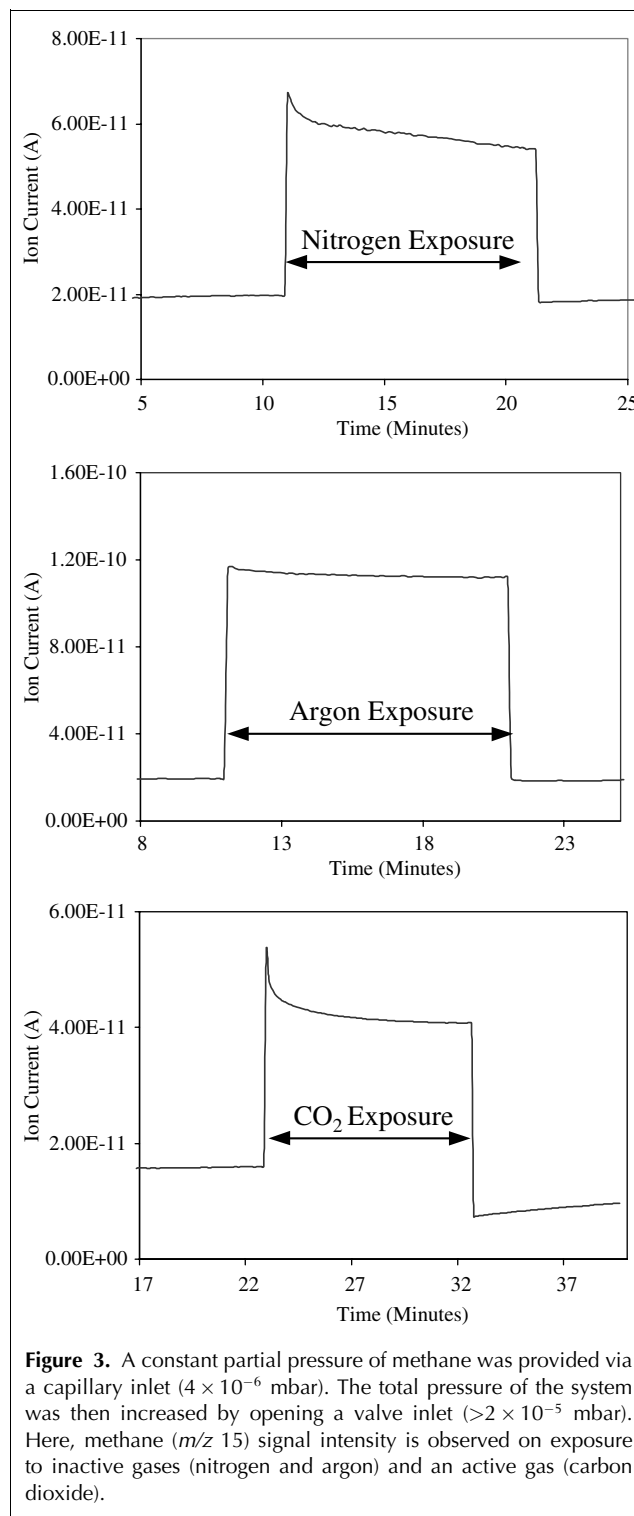 8.00E-11
6.00E-11
4.00E-11
2.00E-11
0.00E+00
Ion Current (A)
Nitrogen Exposure
5 10 15 20 25
Time (Minutes)
1.60E-10
1.20E-10
8.00E-11
4.00E-11
0.00E+00
Ion Current (A)
Argon Exposure
8 13 18 23
Time (Minutes)
6.00E-11
4.00E-11
2.00E-11
0.00E+00
Ion Current (A)
CO₂ Exposure
17 22 27 32 37
Time (Minutes)
Figure 3. A constant partial pressure of methane was provided via
a capillary inlet (4 × 10⁻⁶ mbar). The total pressure of the system
was then increased by opening a valve inlet (>2 × 10⁻⁵ mbar).
Here, methane (m/z 15) signal intensity is observed on exposure
to inactive gases (nitrogen and argon) and an active gas (carbon
dioxide).